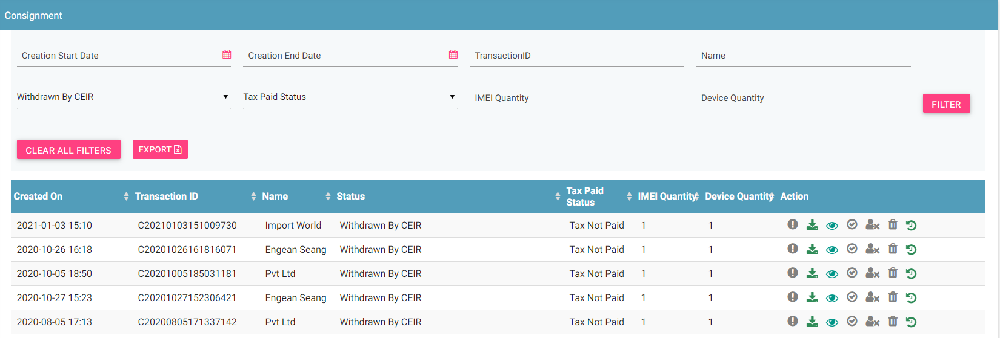 Consignment
Creation Start Date Creation End Date TransactionID Name
Withdrawn By CEIR Tax Paid Status IMEI Quantity Device Quantity FILTER
CLEAR ALL FILTERS EXPORT
Created On Transaction ID Name Status Tax Paid Status IMEI Quantity Device Quantity Action
2021-01-03 15:10 C20210103151009730 Import World Withdrawn By CEIR Tax Not Paid 1 1
2020-10-26 16:18 C20201026161816071 Engean Seang Withdrawn By CEIR Tax Not Paid 1 1
2020-10-05 18:50 C20201005185031181 Pvt Ltd Withdrawn By CEIR Tax Not Paid 1 1
2020-10-27 15:23 C20201027152306421 Engean Seang Withdrawn By CEIR Tax Not Paid 1 1
2020-08-05 17:13 C20200805171337142 Pvt Ltd Withdrawn By CEIR Tax Not Paid 1 1